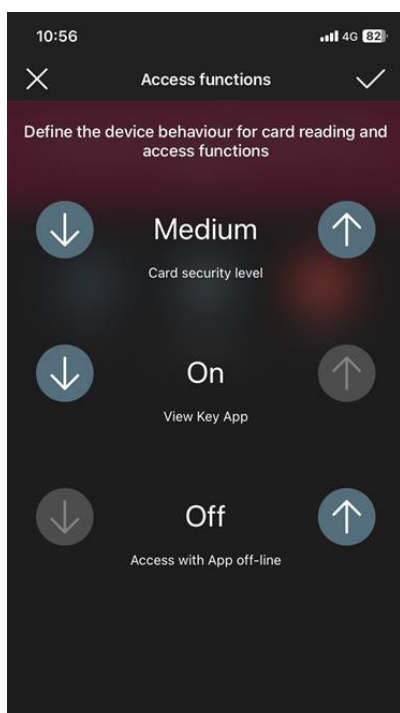 10:56 4G 82
Access functions
Define the device behaviour for card reading and
access functions
Medium
Card security level
On
View Key App
Off
Access with App off-line